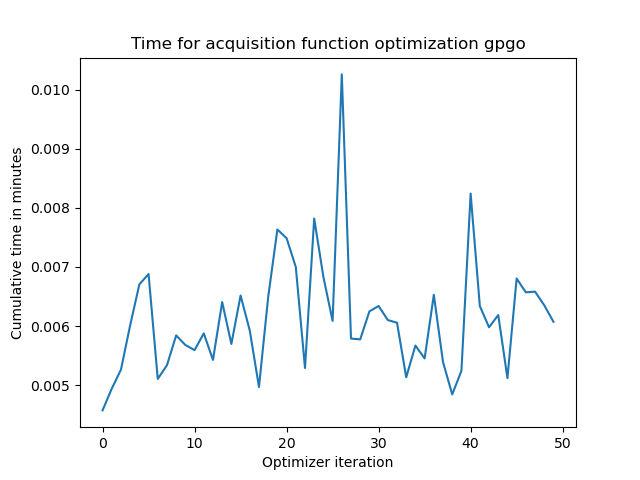 Time for acquisition function optimization gpgo
Cumulative time in minutes
0.010
0.009
0.008
0.007
0.006
0.005
0 10 20 30 40 50
Optimizer iteration